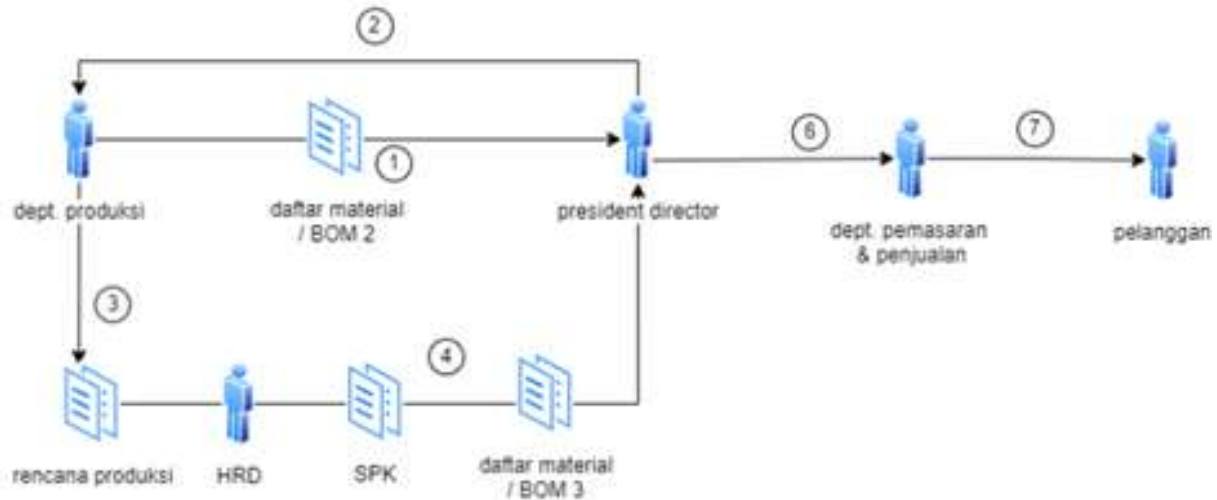 2
1
6
7
dept. produksi
daftar material
/ BOM 2
president director
dept. pemasaran
& penjualan
pelanggan
3
4
rencana produksi
HRD
SPK
daftar material
/ BOM 3